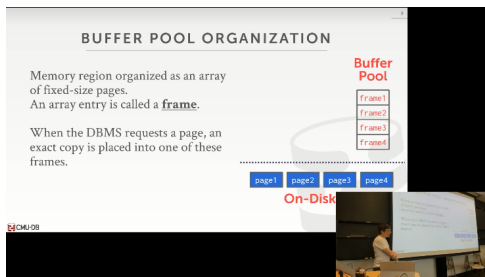 BUFFER POOL ORGANIZATION
Memory region organized as an array
of fixed-size pages.
An array entry is called a frame.
When the DBMS requests a page, an
exact copy is placed into one of these
frames.
Buffer
Pool
frame1
frame2
frame3
frame4
page1 page2 page3 page4
On-Disk
CMU-DB